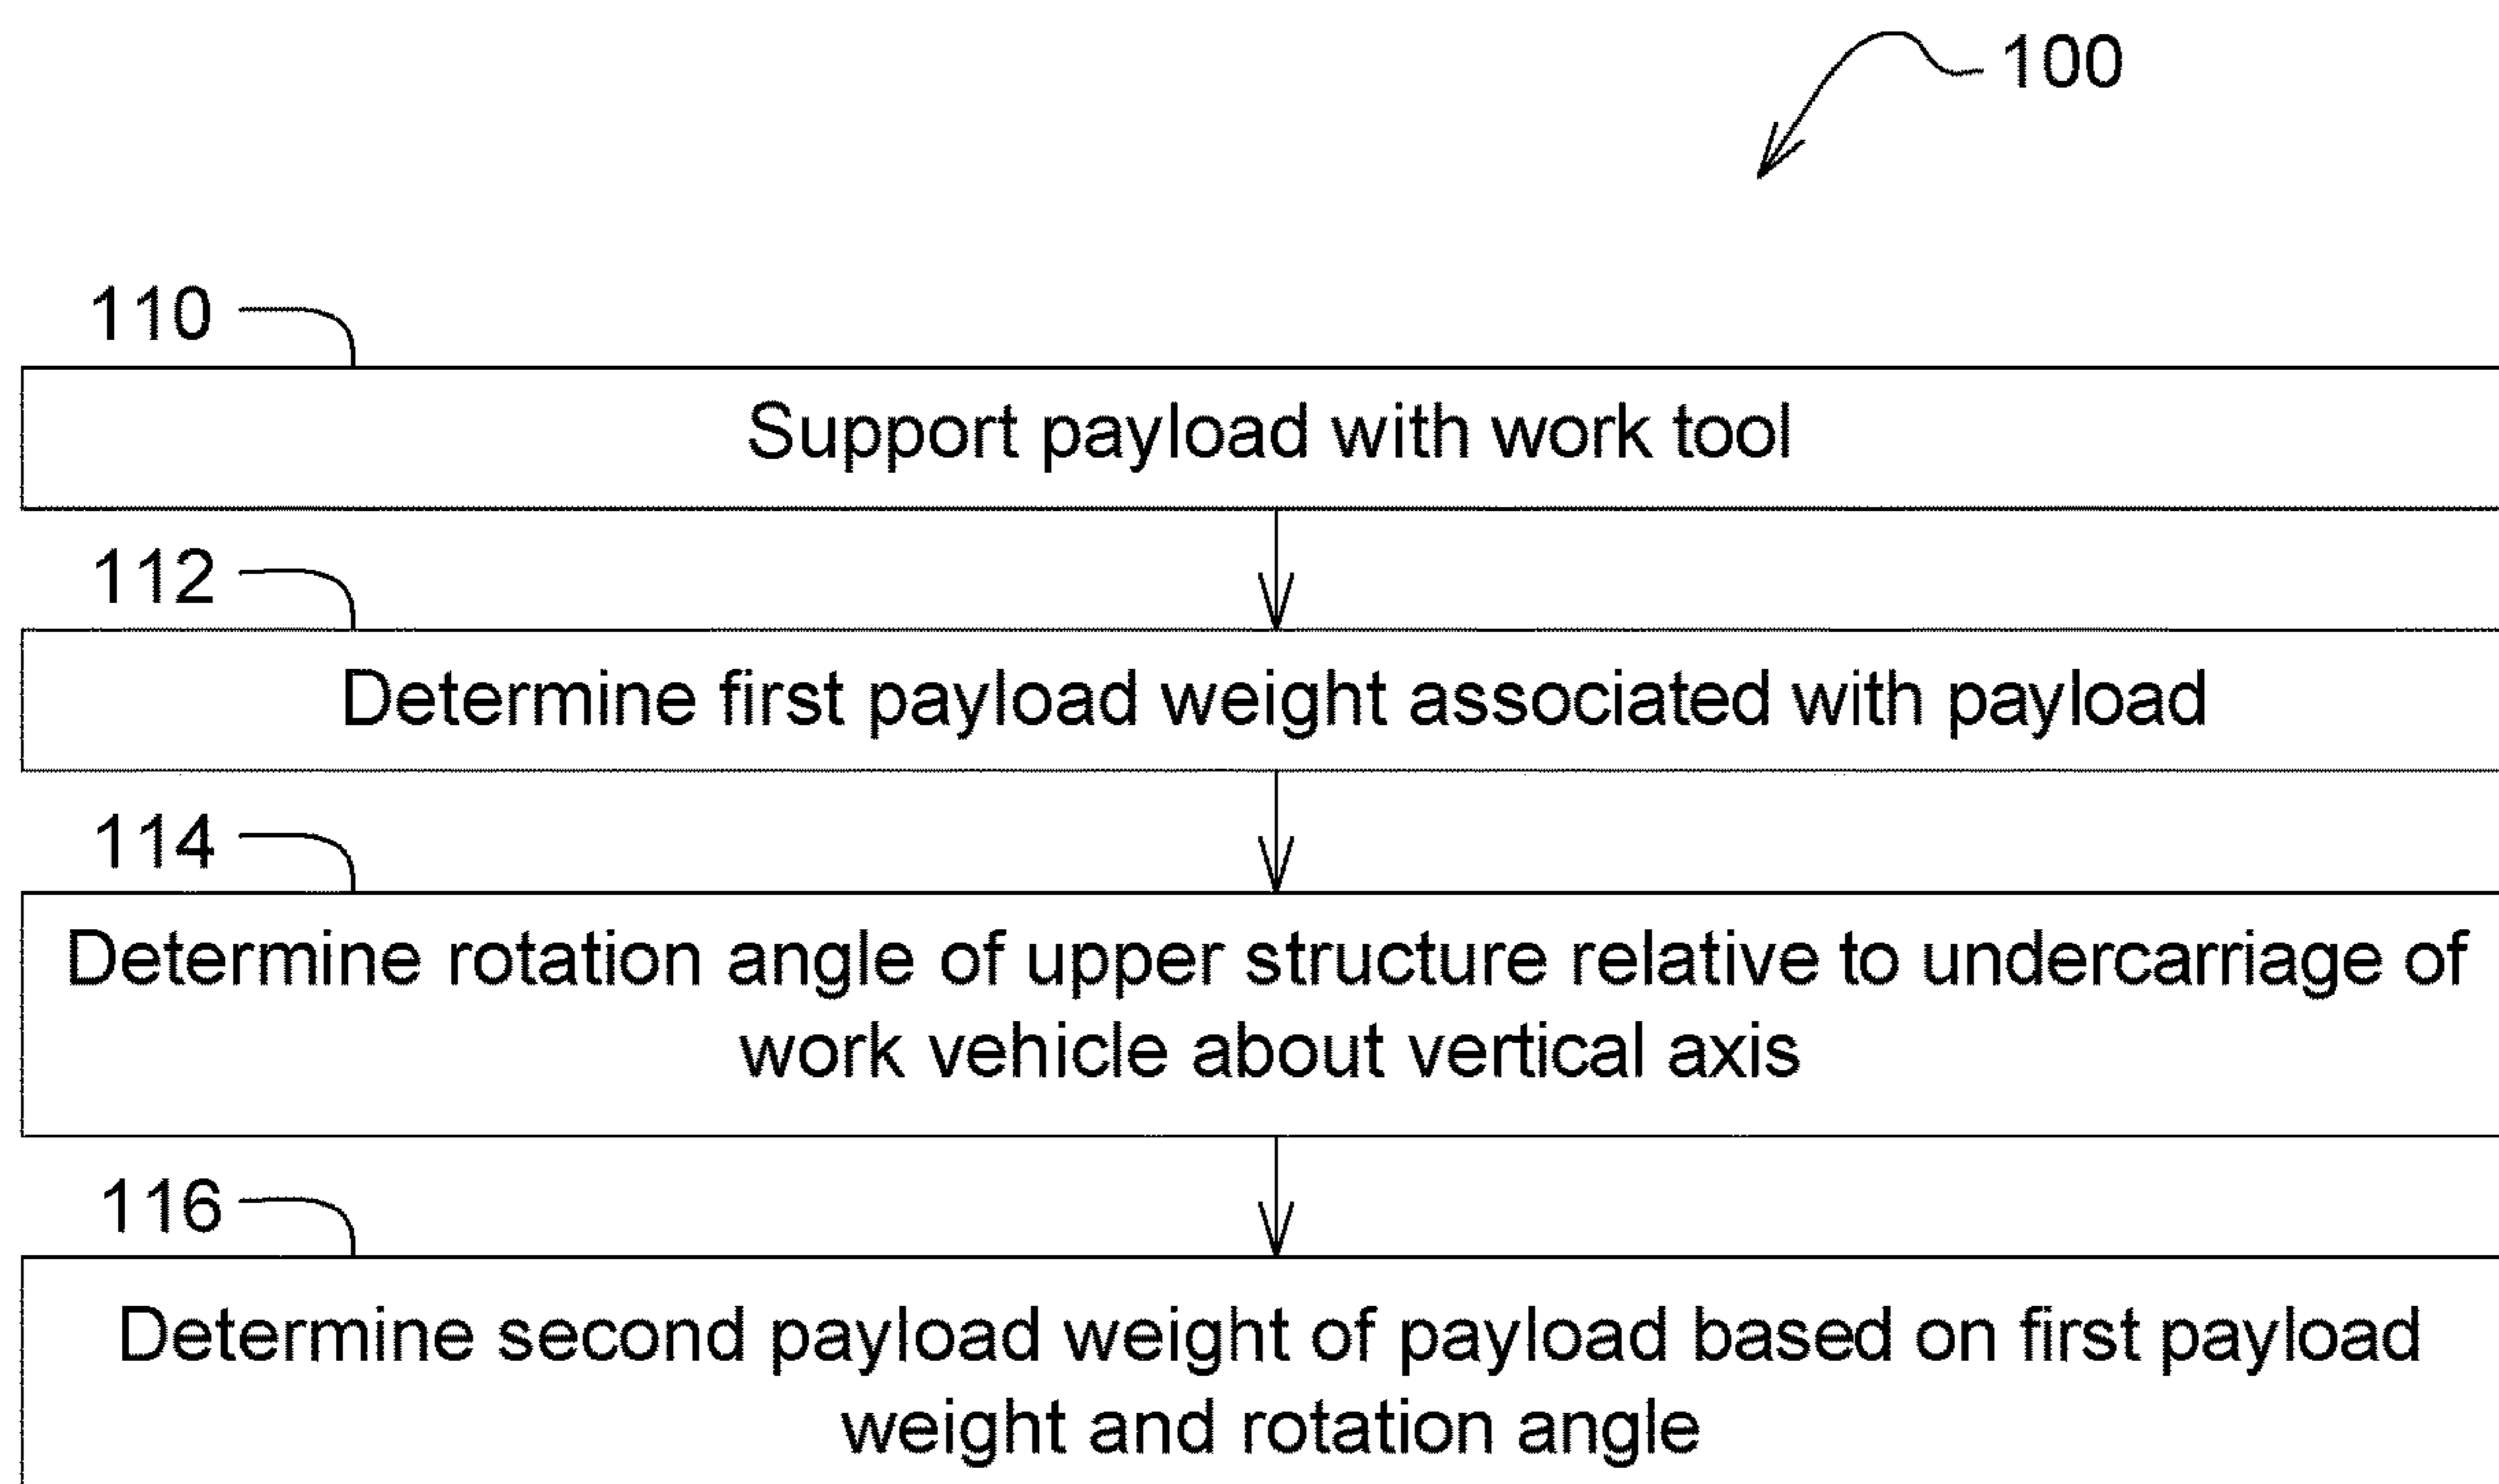 100
110
Support payload with work tool
112
Determine first payload weight associated with payload
114
Determine rotation angle of upper structure relative to undercarriage of
work vehicle about vertical axis
116
Determine second payload weight of payload based on first payload
weight and rotation angle